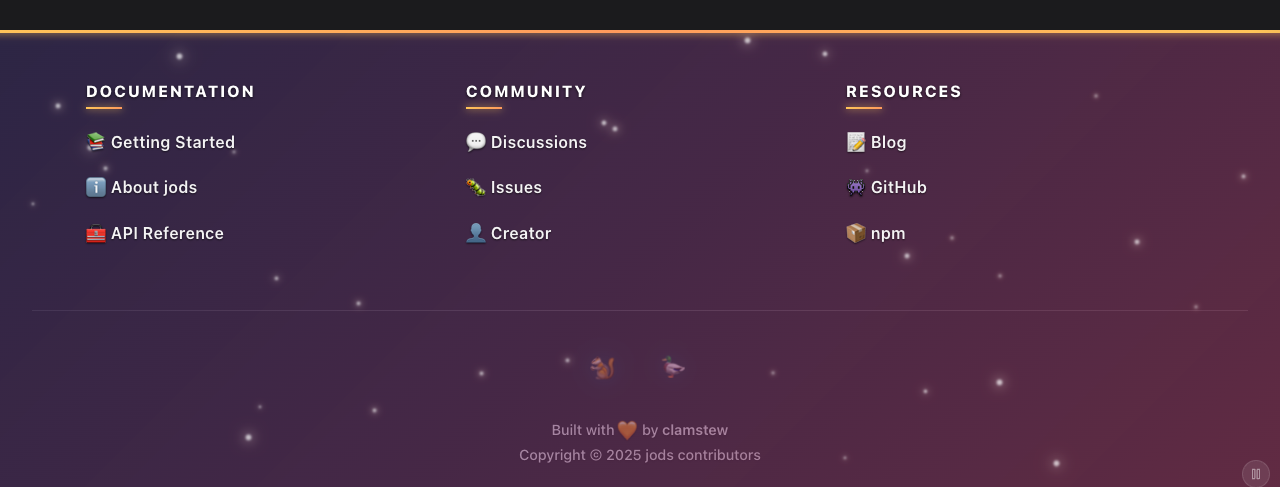 DOCUMENTATION
📚 Getting Started
ℹ️ About jods
🧰 API Reference
COMMUNITY
💬 Discussions
🐛 Issues
👤 Creator
RESOURCES
📝 Blog
👾 GitHub
📦 npm
🐿️ 🦆
Built with 🧡 by clamstew
Copyright © 2025 jods contributors